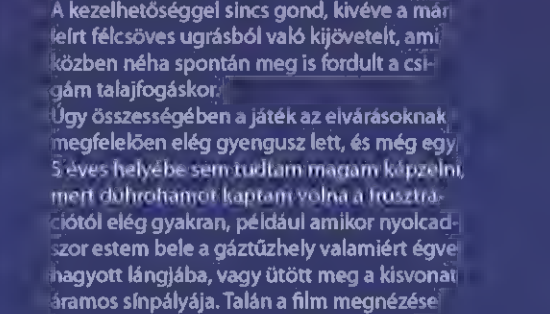 A kezelhetőséggel sincs gond, kivéve a már
leírt félcsöves ugrásból való kijövetelt, ami
közben néha spontán meg is fordult a csi-
gám talajfogáskor.
Úgy összességében a játék az elvárásoknak
megfelelően elég gyengusz lett, és még egy
5 éves helyébe sem tudtam magam képzelni,
mert dührohamot kaptam volna a frusztrá-
ciótól elég gyakran, például amikor nyolcad-
szor estem bele a gáztűzhely valamiért égve
hagyott lángjába, vagy ütött meg a kisvonat
áramos sínpályája. Talán a film megnézése